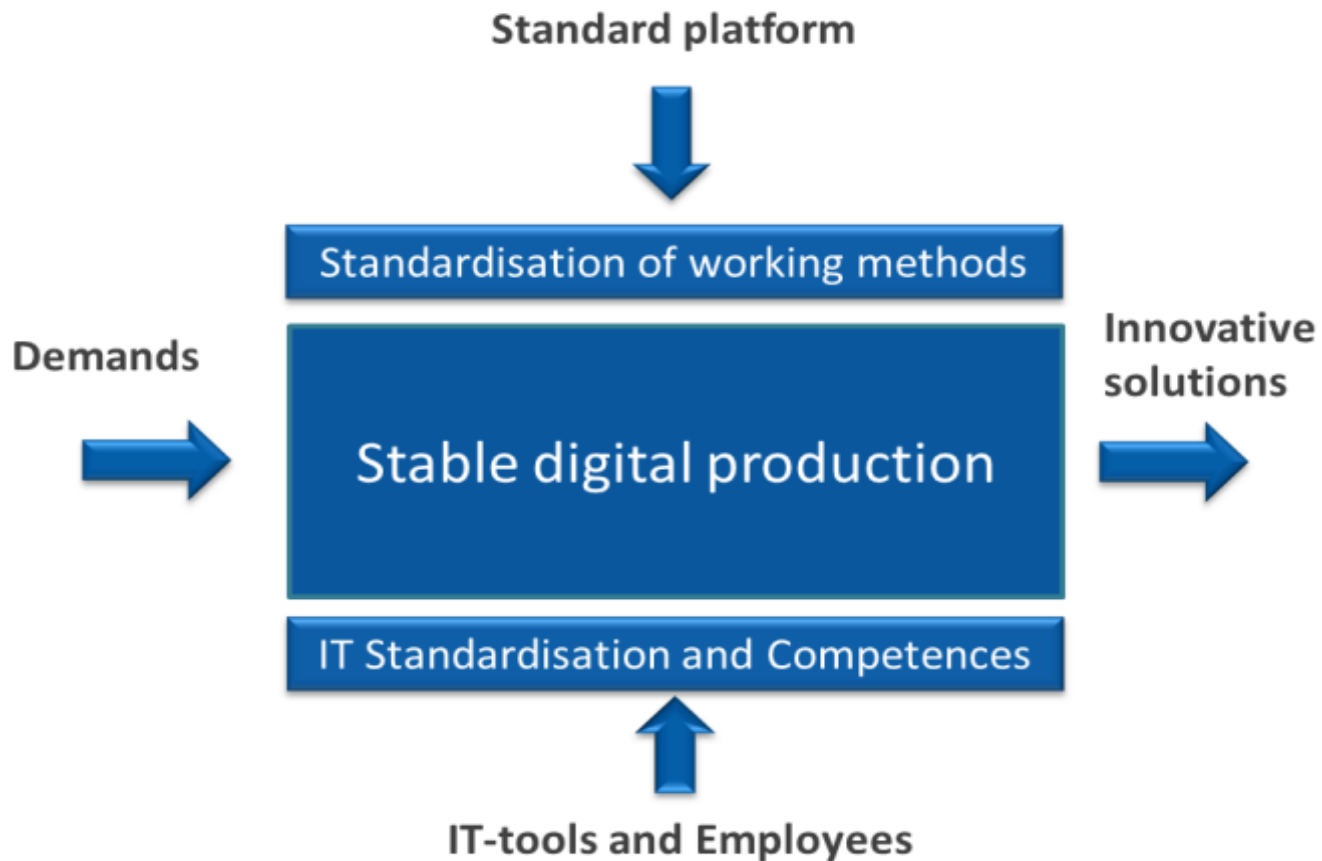 Standard platform
Standardisation of working methods
Demands
Innovative
solutions
Stable digital production
IT Standardisation and Competences
IT-tools and Employees